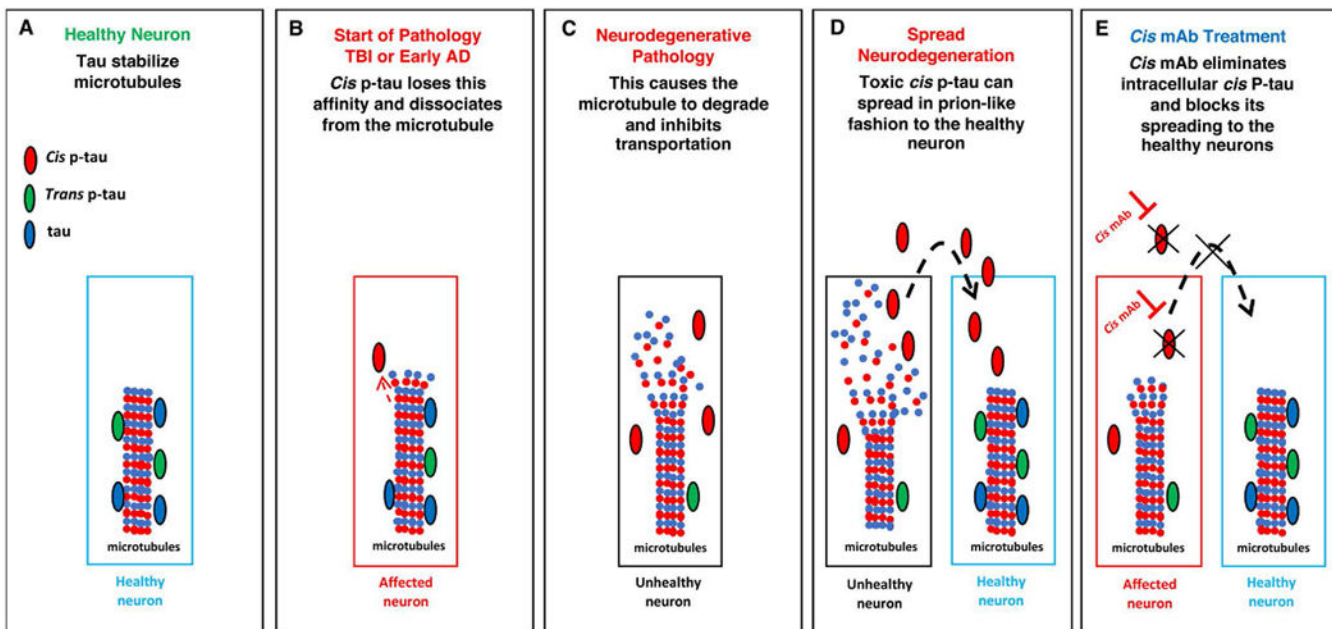 A
Healthy Neuron
Tau stabilize
microtubules
Cis p-tau
Trans p-tau
tau
microtubules
Healthy
neuron
B
Start of Pathology
TBI or Early AD
Cis p-tau loses this
affinity and dissociates
from the microtubule
microtubules
Affected
neuron
C
Neurodegenerative
Pathology
This causes the
microtubule to degrade
and inhibits
transportation
microtubules
Unhealthy
neuron
D
Spread
Neurodegeneration
Toxic cis p-tau can
spread in prion-like
fashion to the healthy
neuron
microtubules
Unhealthy
neuron
microtubules
Healthy
neuron
E
Cis mAb Treatment
Cis mAb eliminates
intracellular cis P-tau
and blocks its
spreading to the
healthy neurons
Cis mAb
Cis mAb
microtubules
Affected
neuron
microtubules
Healthy
neuron